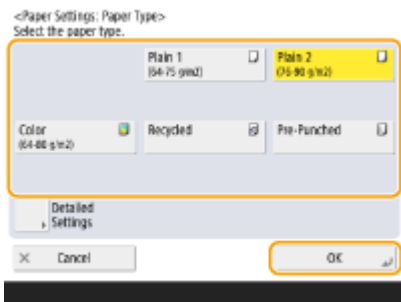 <Paper Settings: Paper Type>
Select the paper type.
Plain 1
(64-75 g/m2)
Plain 2
(76-90 g/m2)
Color
(64-80 g/m2)
Recycled
Pre-Punched
Detailed
Settings
Cancel
OK